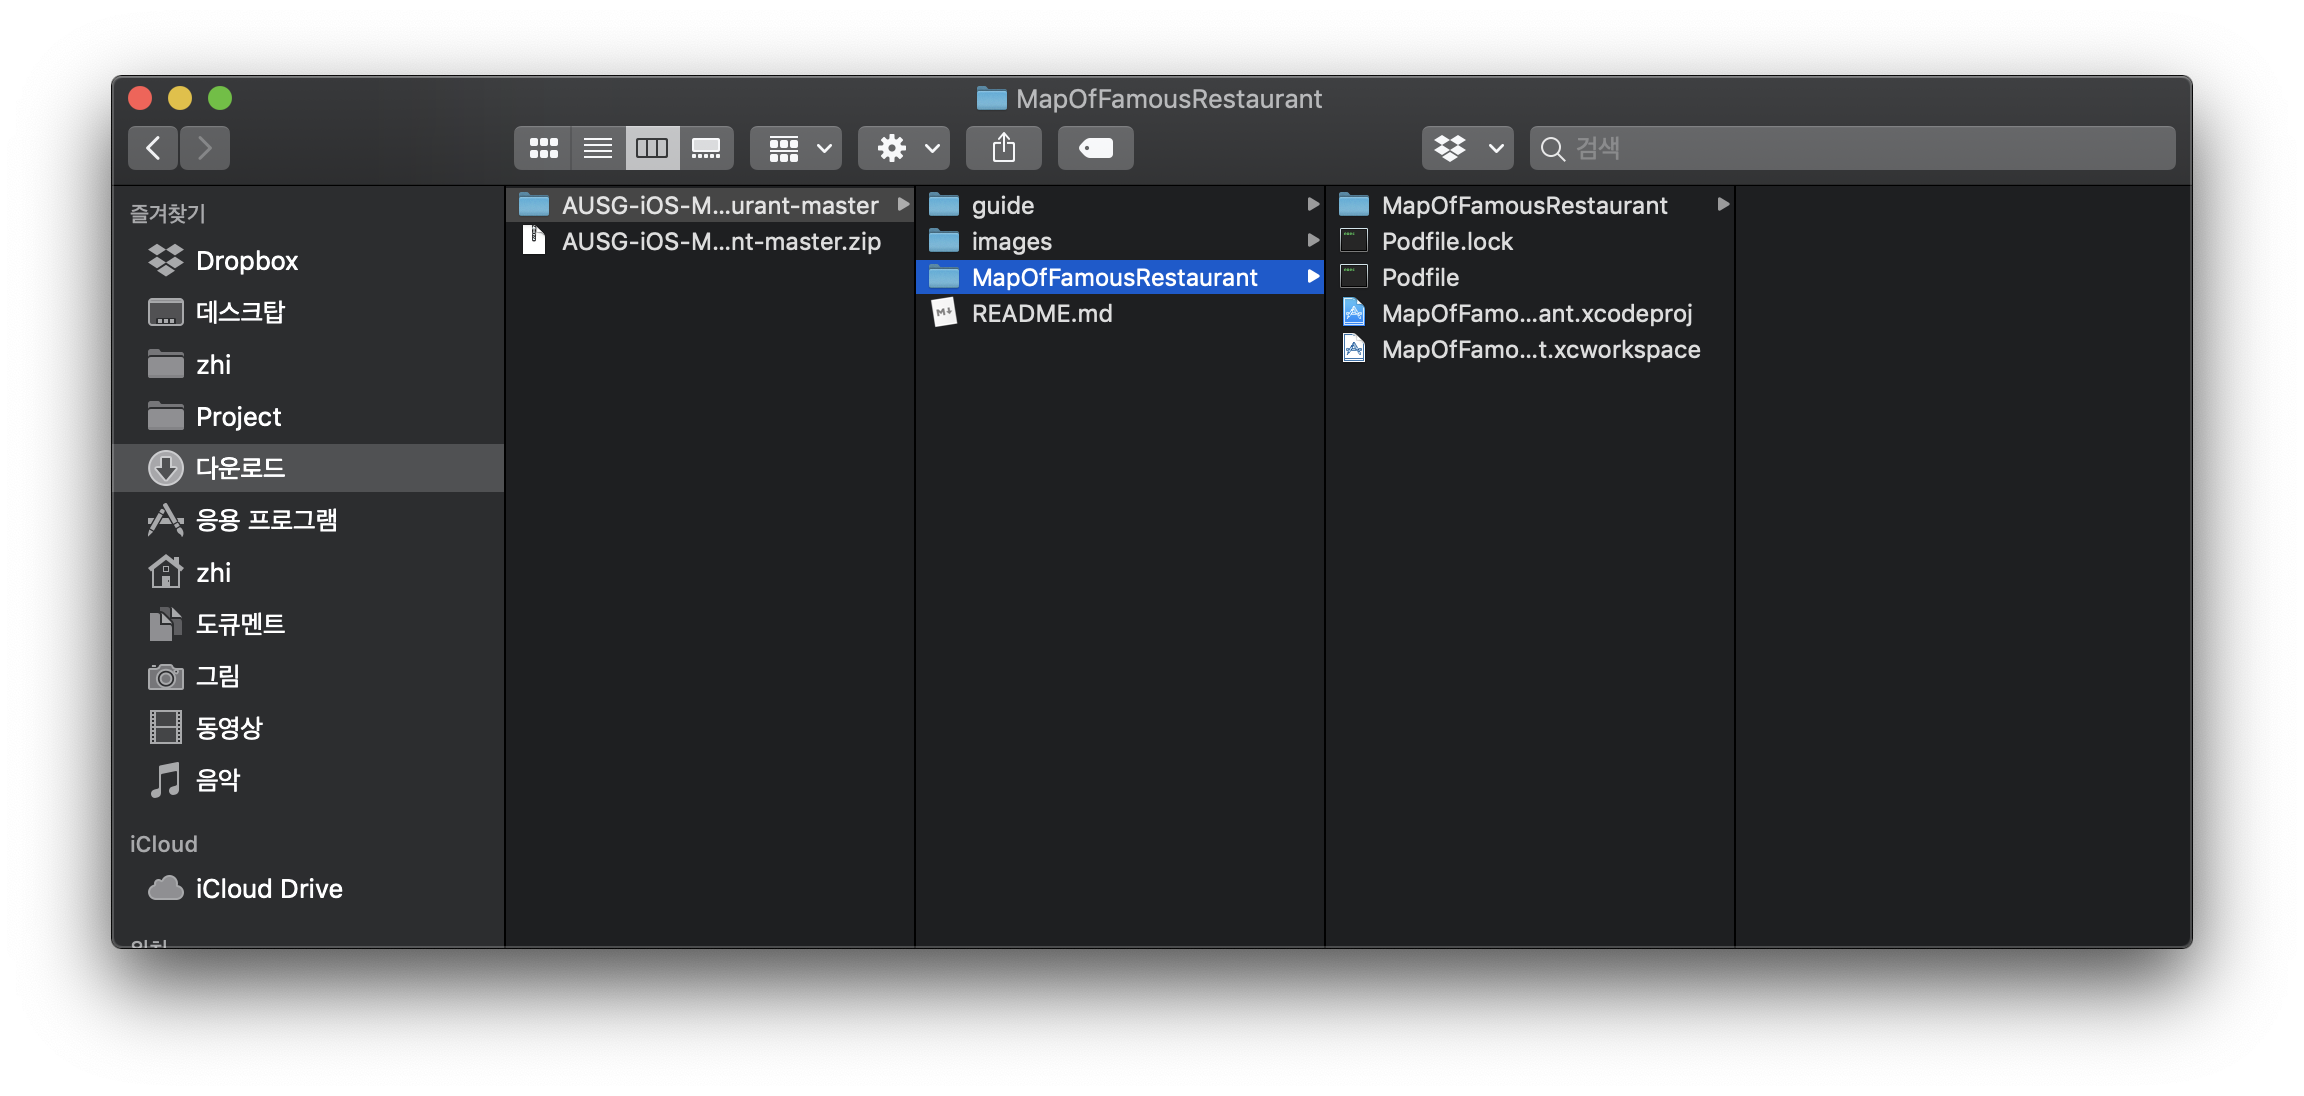 MapOfFamousRestaurant
검색
즐겨찾기
Dropbox
데스크탑
zhi
Project
다운로드
응용 프로그램
zhi
도큐멘트
그림
동영상
음악
iCloud
iCloud Drive
AUSG-iOS-M...urant-master
AUSG-iOS-M...nt-master.zip
guide
images
MapOfFamousRestaurant
README.md
MapOfFamousRestaurant
Podfile.lock
Podfile
MapOfFamo...ant.xcodeproj
MapOfFamo...t.xcworkspace